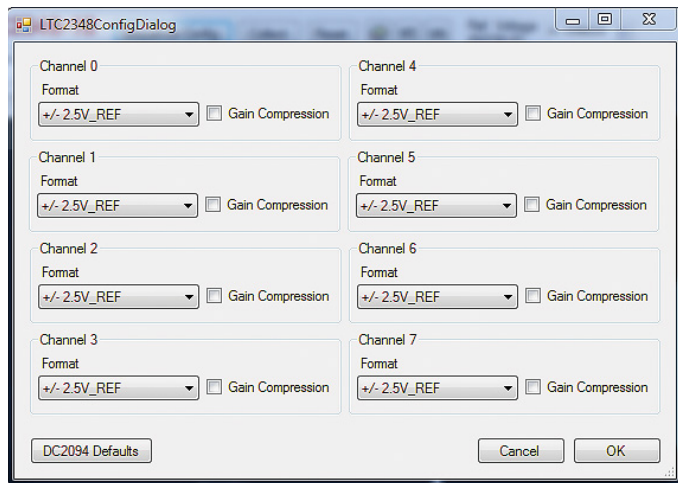 LTC2348ConfigDialog
Channel 0
Format
+/- 2.5V_REF
Gain Compression
Channel 1
Format
+/- 2.5V_REF
Gain Compression
Channel 2
Format
+/- 2.5V_REF
Gain Compression
Channel 3
Format
+/- 2.5V_REF
Gain Compression
Channel 4
Format
+/- 2.5V_REF
Gain Compression
Channel 5
Format
+/- 2.5V_REF
Gain Compression
Channel 6
Format
+/- 2.5V_REF
Gain Compression
Channel 7
Format
+/- 2.5V_REF
Gain Compression
DC2094 Defaults
Cancel
OK